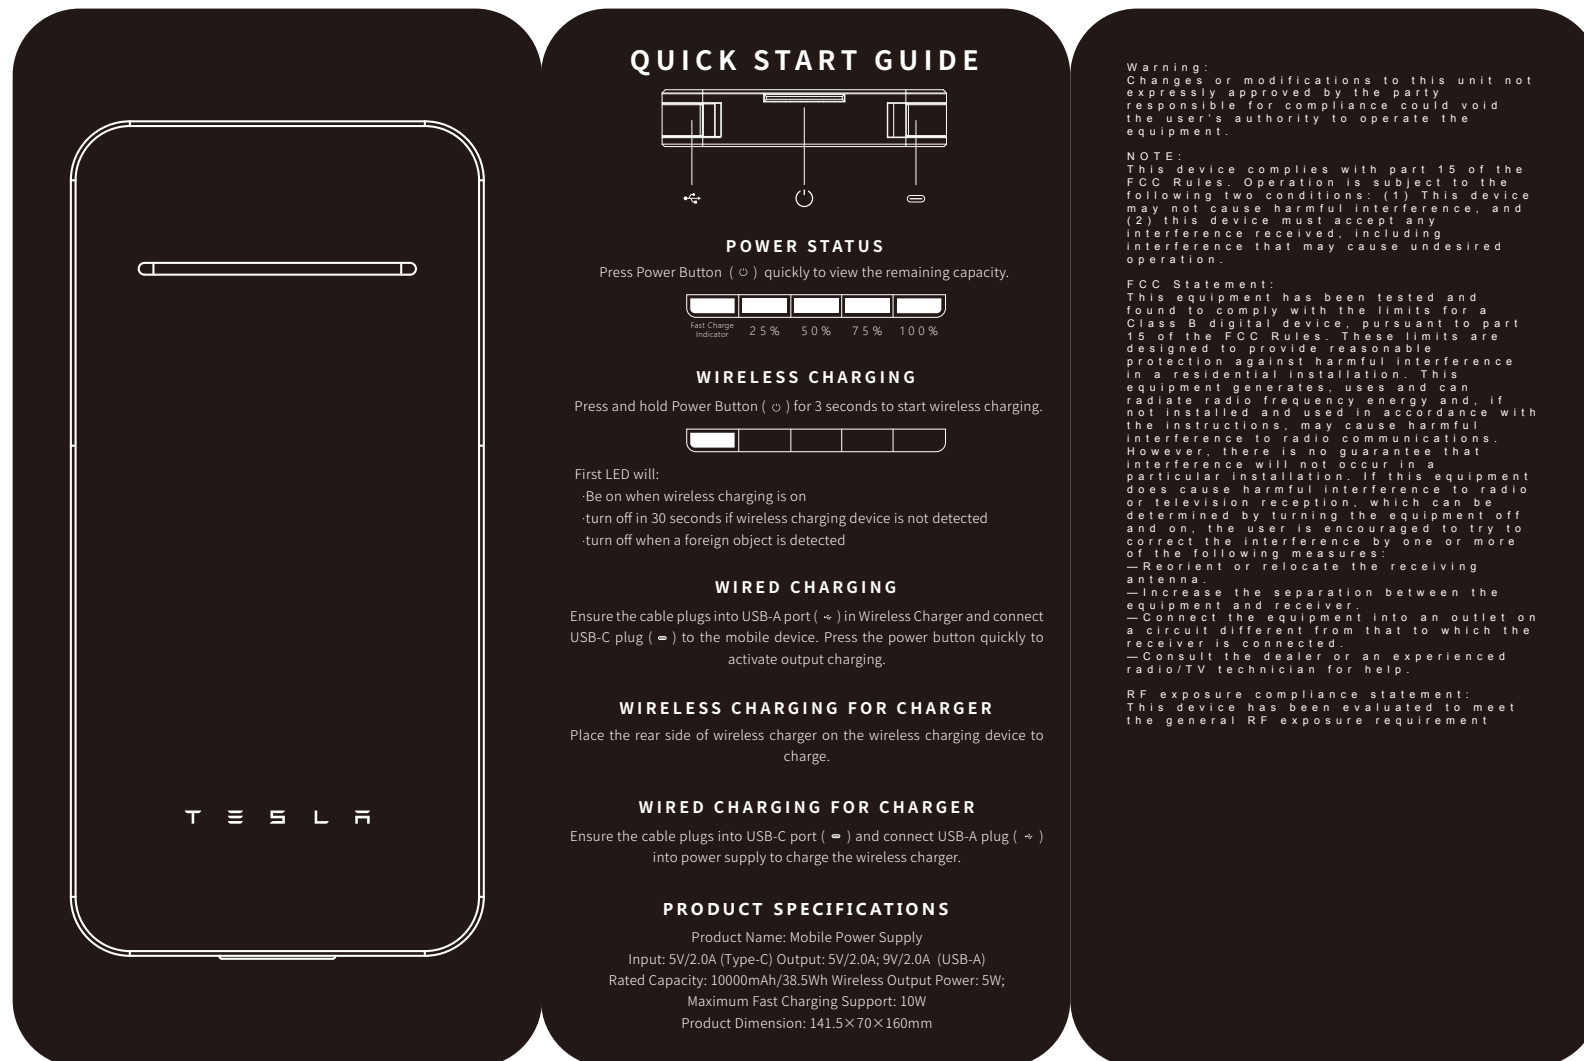 TESLA
QUICK START GUIDE
POWER STATUS
Press Power Button ( ) quickly to view the remaining capacity.
Fast Charge
Indicator
25% 50% 75% 100%
WIRELESS CHARGING
Press and hold Power Button ( ) for 3 seconds to start wireless charging.
First LED will:
·Be on when wireless charging is on
·turn off in 30 seconds if wireless charging device is not detected
·turn off when a foreign object is detected
WIRED CHARGING
Ensure the cable plugs into USB-A port ( ) in Wireless Charger and connect
USB-C plug ( ) to the mobile device. Press the power button quickly to
activate output charging.
WIRELESS CHARGING FOR CHARGER
Place the rear side of wireless charger on the wireless charging device to
charge.
WIRED CHARGING FOR CHARGER
Ensure the cable plugs into USB-C port ( ) and connect USB-A plug ( )
into power supply to charge the wireless charger.
PRODUCT SPECIFICATIONS
Product Name: Mobile Power Supply
Input: 5V/2.0A (Type-C) Output: 5V/2.0A; 9V/2.0A (USB-A)
Rated Capacity: 10000mAh/38.5Wh Wireless Output Power: 5W;
Maximum Fast Charging Support: 10W
Product Dimension: 141.5×70×160mm
Warning:
Changes or modifications to this unit not
expressly approved by the party
responsible for compliance could void
the user's authority to operate the
equipment.
NOTE:
This device complies with part 15 of the
FCC Rules. Operation is subject to the
following two conditions: (1) This device
may not cause harmful interference, and
(2) this device must accept any
interference received, including
interference that may cause undesired
operation.
FCC Statement:
This equipment has been tested and
found to comply with the limits for a
Class B digital device, pursuant to part
15 of the FCC Rules. These limits are
designed to provide reasonable
protection against harmful interference
in a residential installation. This
equipment generates, uses and can
radiate radio frequency energy and, if
not installed and used in accordance with
the instructions, may cause harmful
interference to radio communications.
However, there is no guarantee that
interference will not occur in a
particular installation. If this equipment
does cause harmful interference to radio
or television reception, which can be
determined by turning the equipment off
and on, the user is encouraged to try to
correct the interference by one or more
of the following measures:
—Reorient or relocate the receiving
antenna.
—Increase the separation between the
equipment and receiver.
—Connect the equipment into an outlet on
a circuit different from that to which the
receiver is connected.
—Consult the dealer or an experienced
radio/TV technician for help.
RF exposure compliance statement:
This device has been evaluated to meet
the general RF exposure requirement